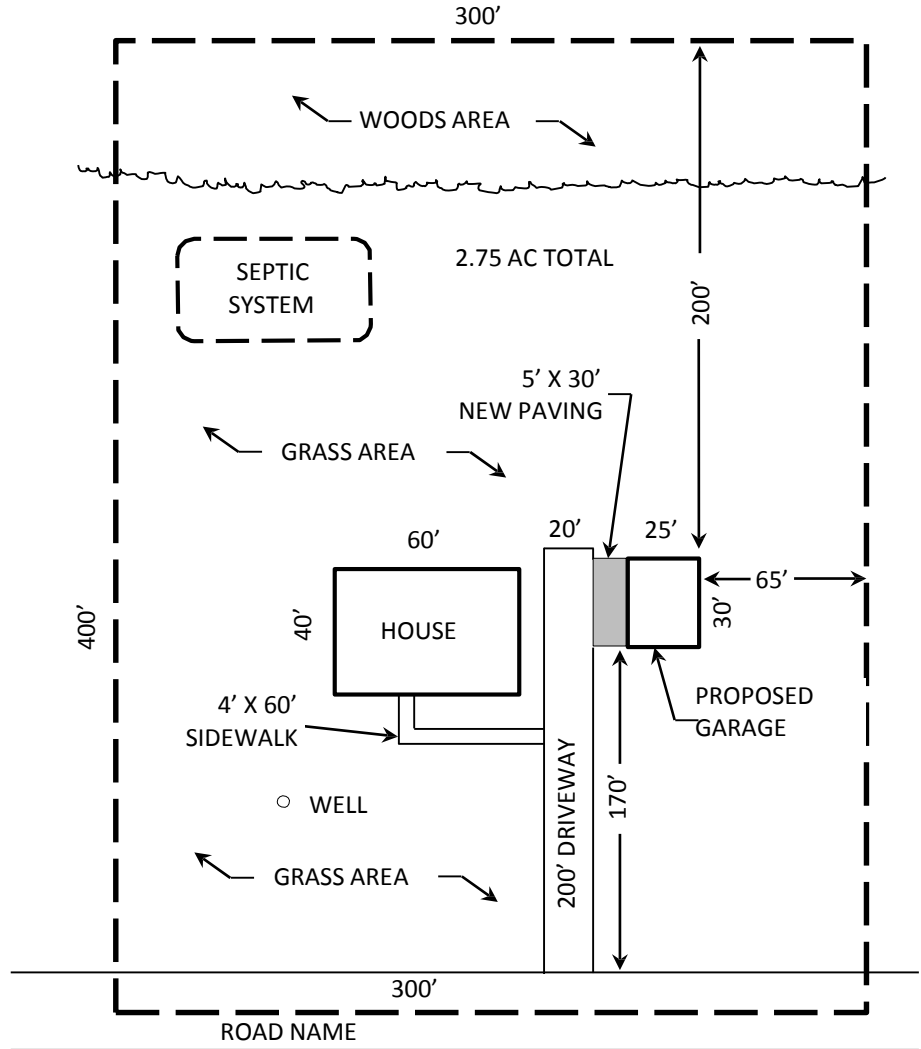 300'
WOODS AREA
SEPTIC
SYSTEM
2.75 AC TOTAL
200'
5' X 30'
NEW PAVING
GRASS AREA
60'
20'
25'
400'
40'
HOUSE
65'
30'
4' X 60'
SIDEWALK
PROPOSED
GARAGE
200' DRIVEWAY
170'
WELL
GRASS AREA
300'
ROAD NAME